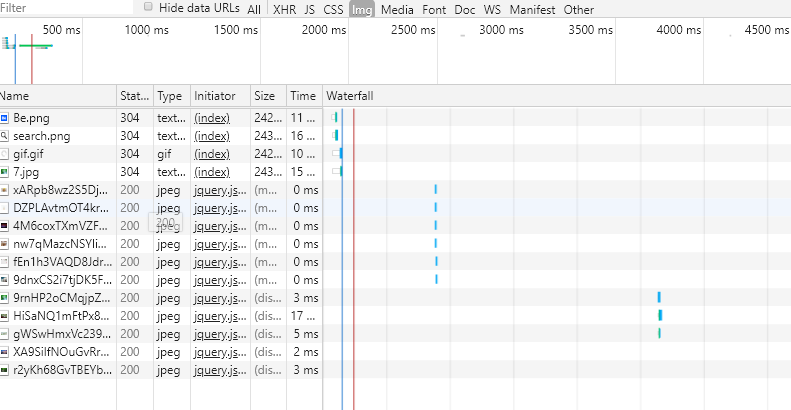 Filter Hide data URLs All XHR JS CSS Img Media Font Doc WS Manifest Other
500 ms 1000 ms 1500 ms 2000 ms 2500 ms 3000 ms 3500 ms 4000 ms 4500 ms
Name Stat... Type Initiator Size Time Waterfall
Be.png 304 text... (index) 242... 11 ...
search.png 304 text... (index) 243... 16 ...
gif.gif 304 gif (index) 242... 10 ...
7.jpg 304 text... (index) 243... 15 ...
xARpb8wz2S5Dj... 200 jpeg jquery.js... (m... 0 ms
DZPLAvtmOT4kr... 200 jpeg jquery.js... (m... 0 ms
200
4M6coxTXmVZF... 200 jpeg jquery.js... (m... 0 ms
nw7qMazcNSYIi... 200 jpeg jquery.js... (m... 0 ms
fEn1h3VAQD8Jdr... 200 jpeg jquery.js... (m... 0 ms
9dnxCS2i7tjDK5F... 200 jpeg jquery.js... (m... 0 ms
9rnHP2oCMqjpZ... 200 jpeg jquery.js... (dis... 3 ms
HiSaNQ1mFtPx8... 200 jpeg jquery.js... (dis... 17 ...
gWSwHmxVc239... 200 jpeg jquery.js... (dis... 5 ms
XA9SilfNOuGvRr... 200 jpeg jquery.js... (dis... 2 ms
r2yKh68GvTBEYb... 200 jpeg jquery.js... (dis... 3 ms